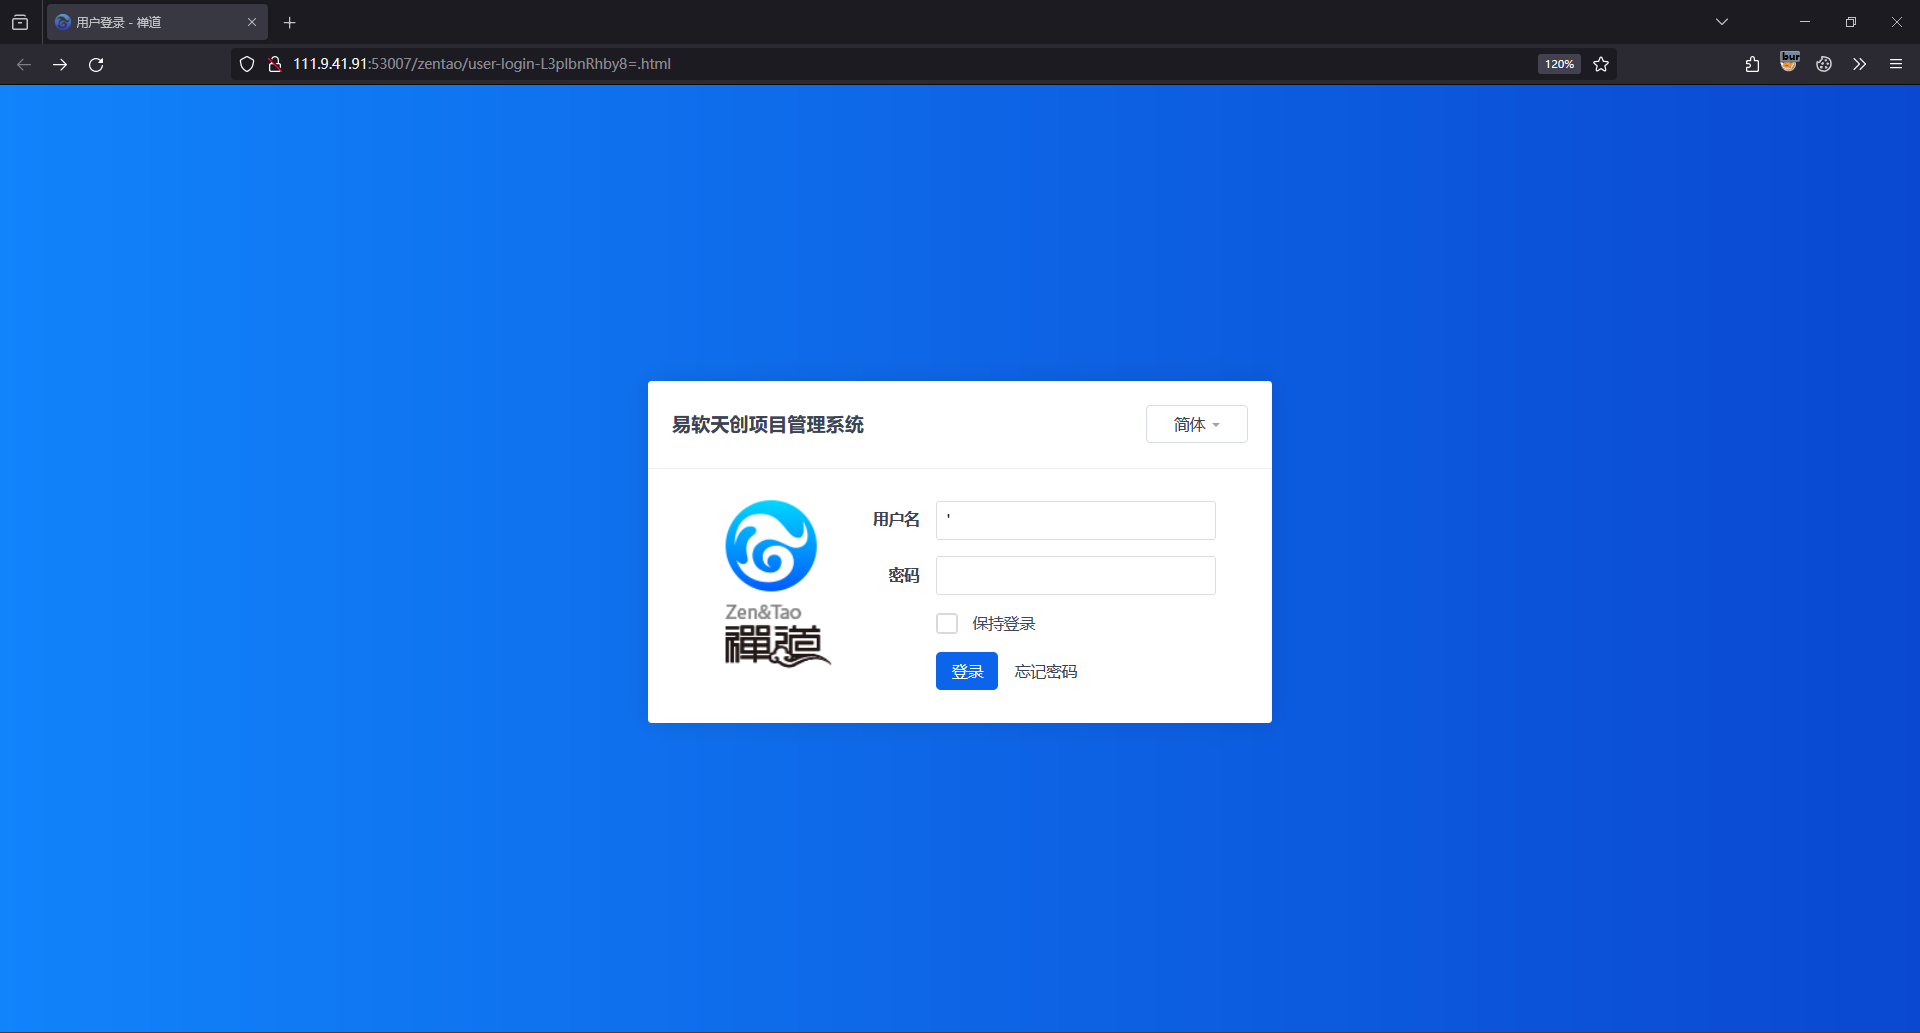 用户登录 - 禅道
111.9.41.91:53007/zentao/user-login-L3plbnRhby8=.html
120%
bur
易软天创项目管理系统
简体
用户名
'
密码
保持登录
登录
忘记密码
Zen&Tao
禪道